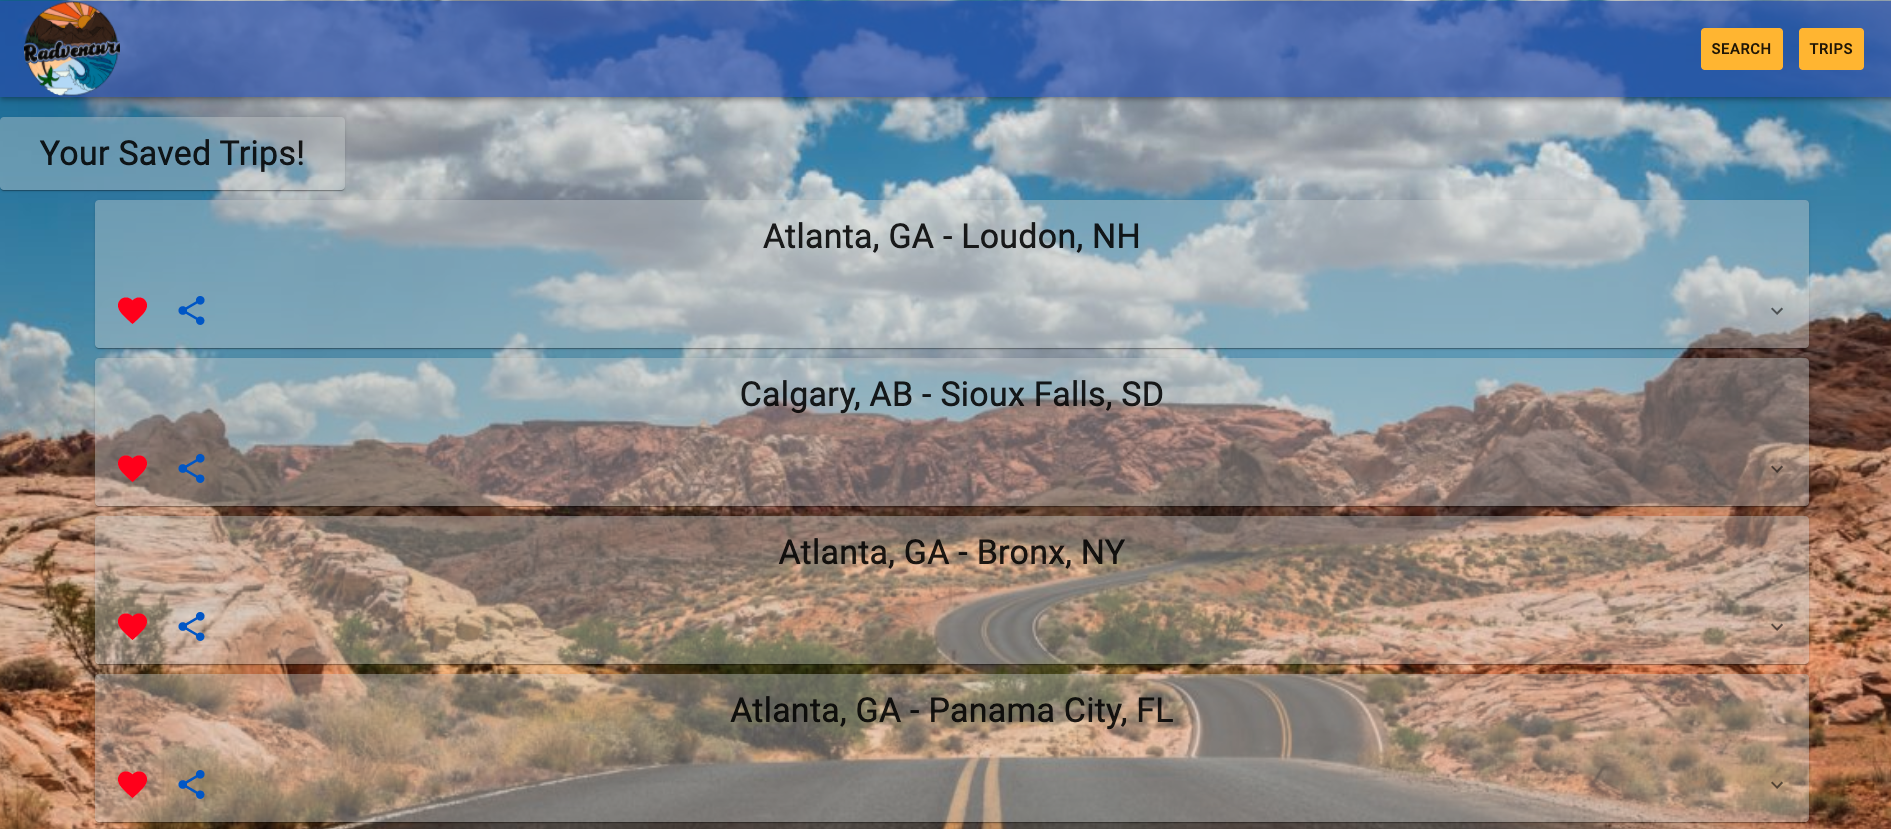 Radventure
SEARCH
TRIPS
Your Saved Trips!
Atlanta, GA - Loudon, NH
Calgary, AB - Sioux Falls, SD
Atlanta, GA - Bronx, NY
Atlanta, GA - Panama City, FL